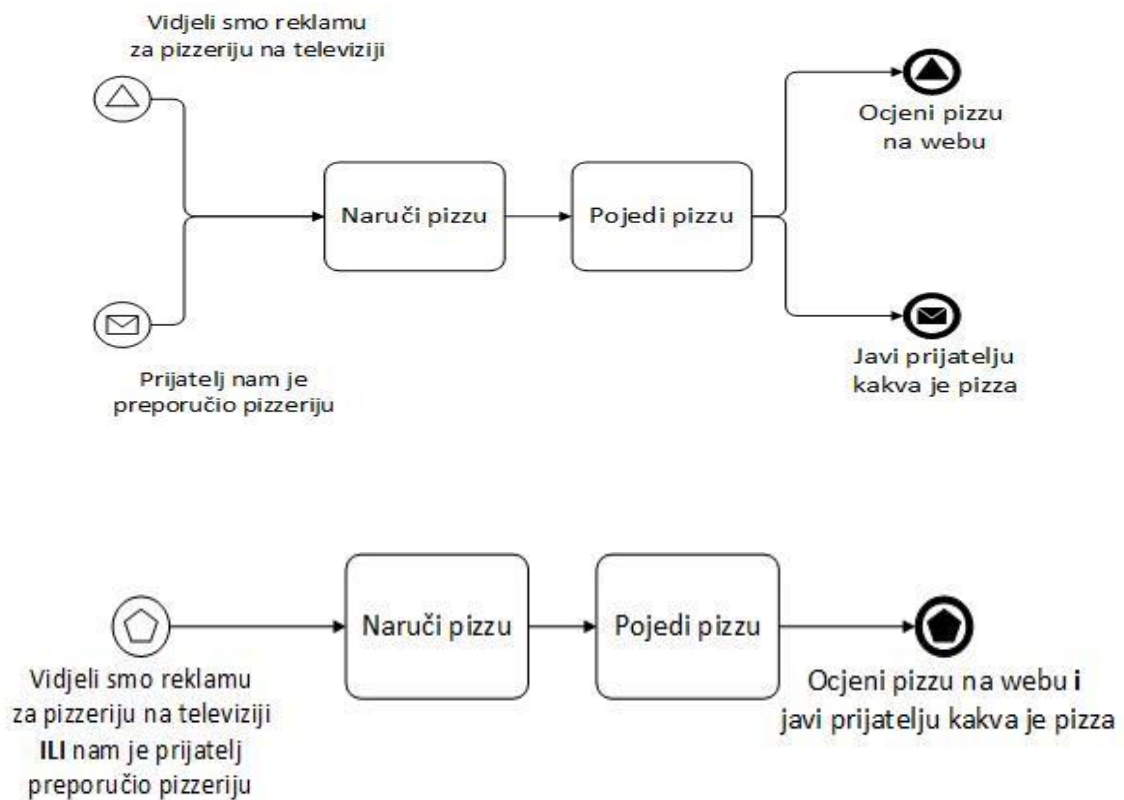 Vidjeli smo reklamu
za pizzeriju na televiziji
Naruči pizzu
Pojedi pizzu
Ocjeni pizzu
na webu
Prijatelj nam je
preporučio pizzeriju
Javi prijatelju
kakva je pizza
Naruči pizzu
Pojedi pizzu
Vidjeli smo reklamu
za pizzeriju na televiziji
ILI nam je prijatelj
preporučio pizzeriju
Ocjeni pizzu na webu i
javi prijatelju kakva je pizza